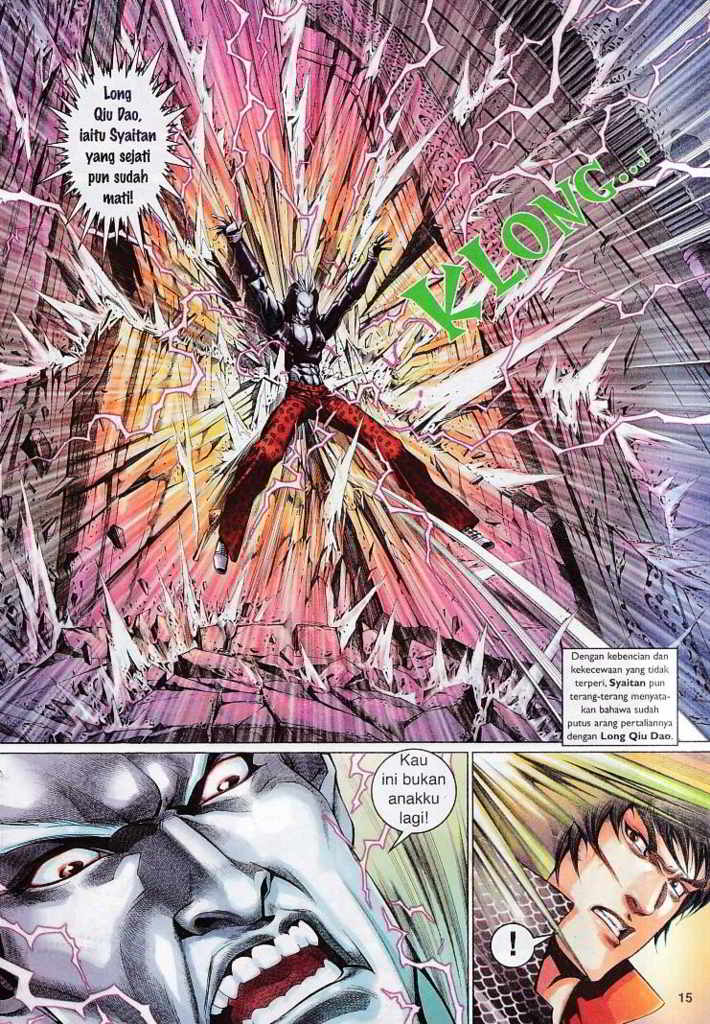 Long
Qiu Dao,
iaitu Syaitan
yang sejati
pun sudah
mati!
KLONG...!
Dengan kebencian dan
kekecewaan yang tidak
terperi, Syaitan pun
terang-terang menyata-
kan bahawa sudah
putus arang pertaliannya
dengan Long Qiu Dao.
Kau
ini bukan
anakku
lagi!
!
15